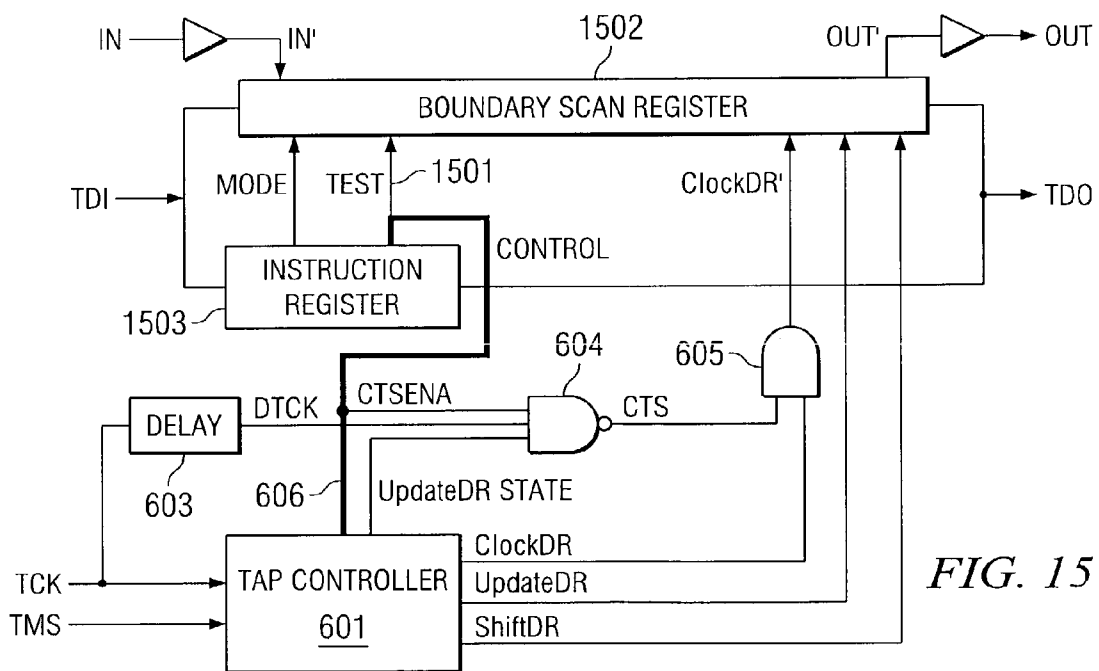 IN
IN'
1502
OUT'
OUT
BOUNDARY SCAN REGISTER
TDI
MODE
TEST
1501
ClockDR'
TDO
CONTROL
INSTRUCTION
REGISTER
1503
604
605
DTCK
CTSENA
CTS
DELAY
603
606
UpdateDR STATE
ClockDR
UpdateDR
ShiftDR
TCK
TMS
TAP CONTROLLER
601
FIG. 15